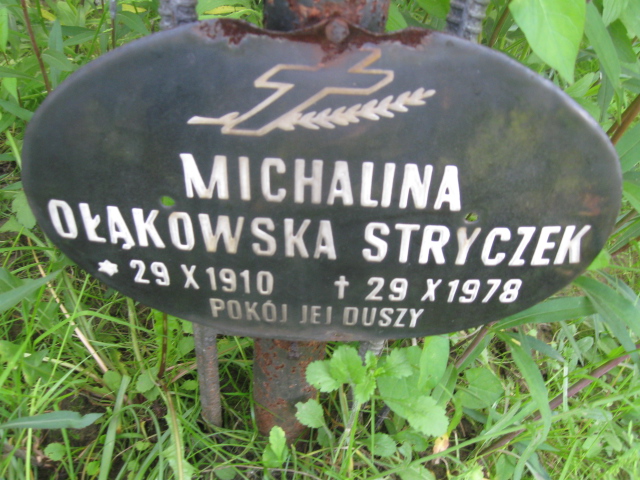 MICHALINA
OŁĄKOWSKA STRYCZEK
* 29 X 1910 † 29 X 1978
POKÓJ JEJ DUSZY